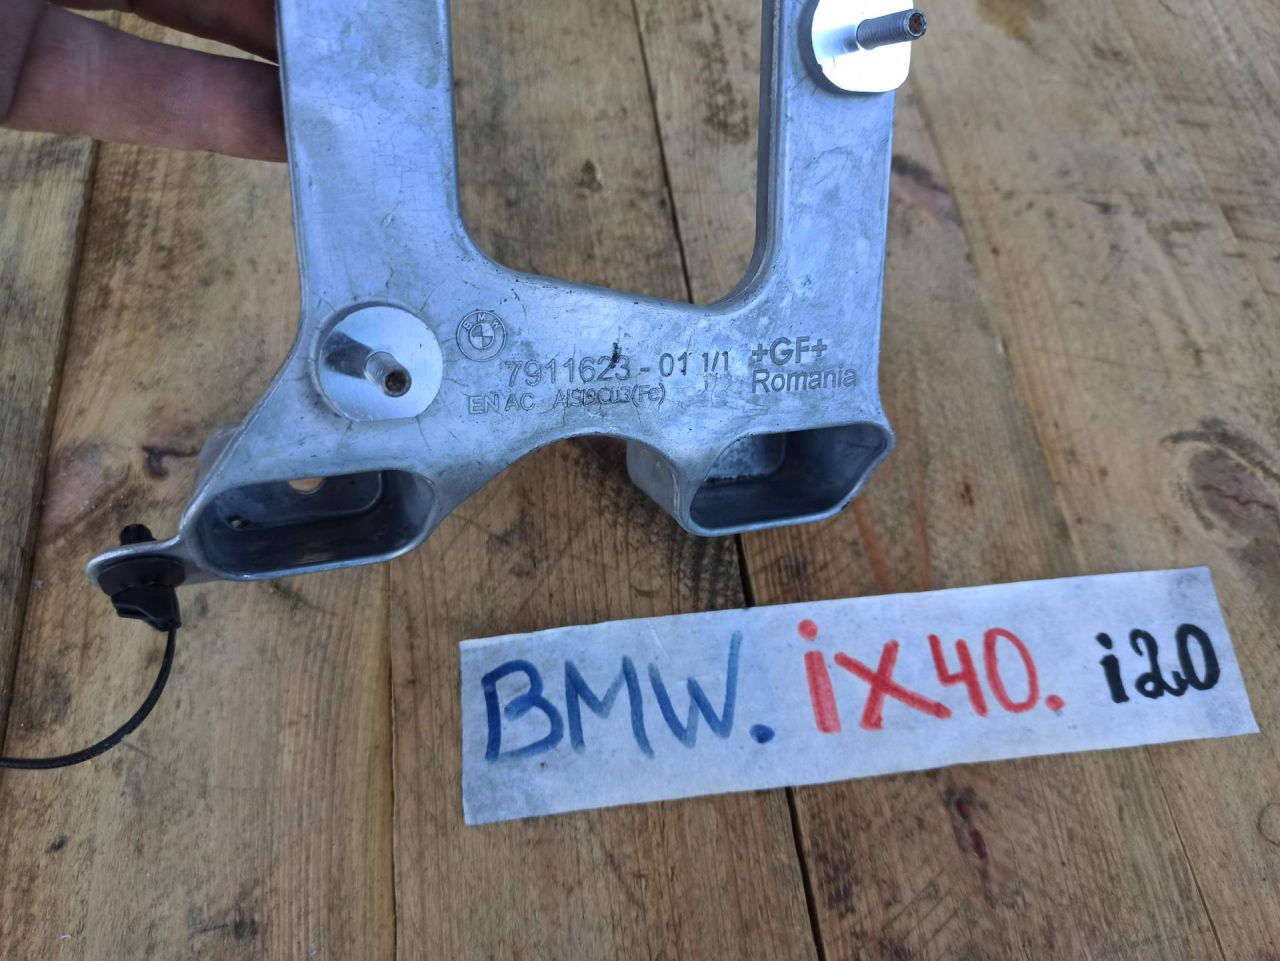 BMW
7911623 - 01 1/1 +GF+
EN AC AlSi9Cu3(Fe) Romania
BMW. iX40. i20